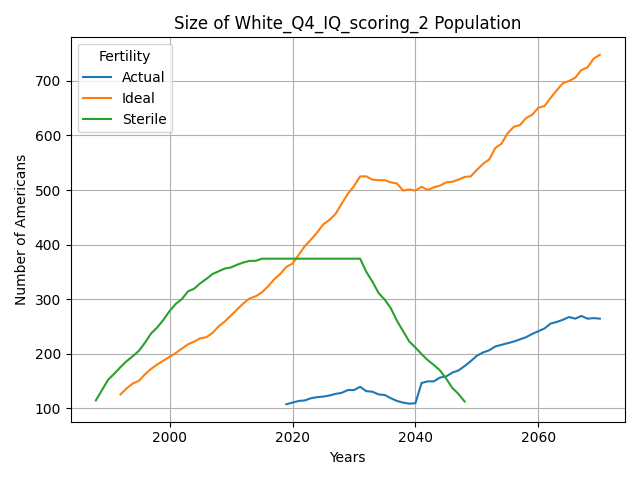 Size of White_Q4_IQ_scoring_2 Population
Fertility
Actual
Ideal
Sterile
Number of Americans
700
600
500
400
300
200
100
2000
2020
2040
2060
Years